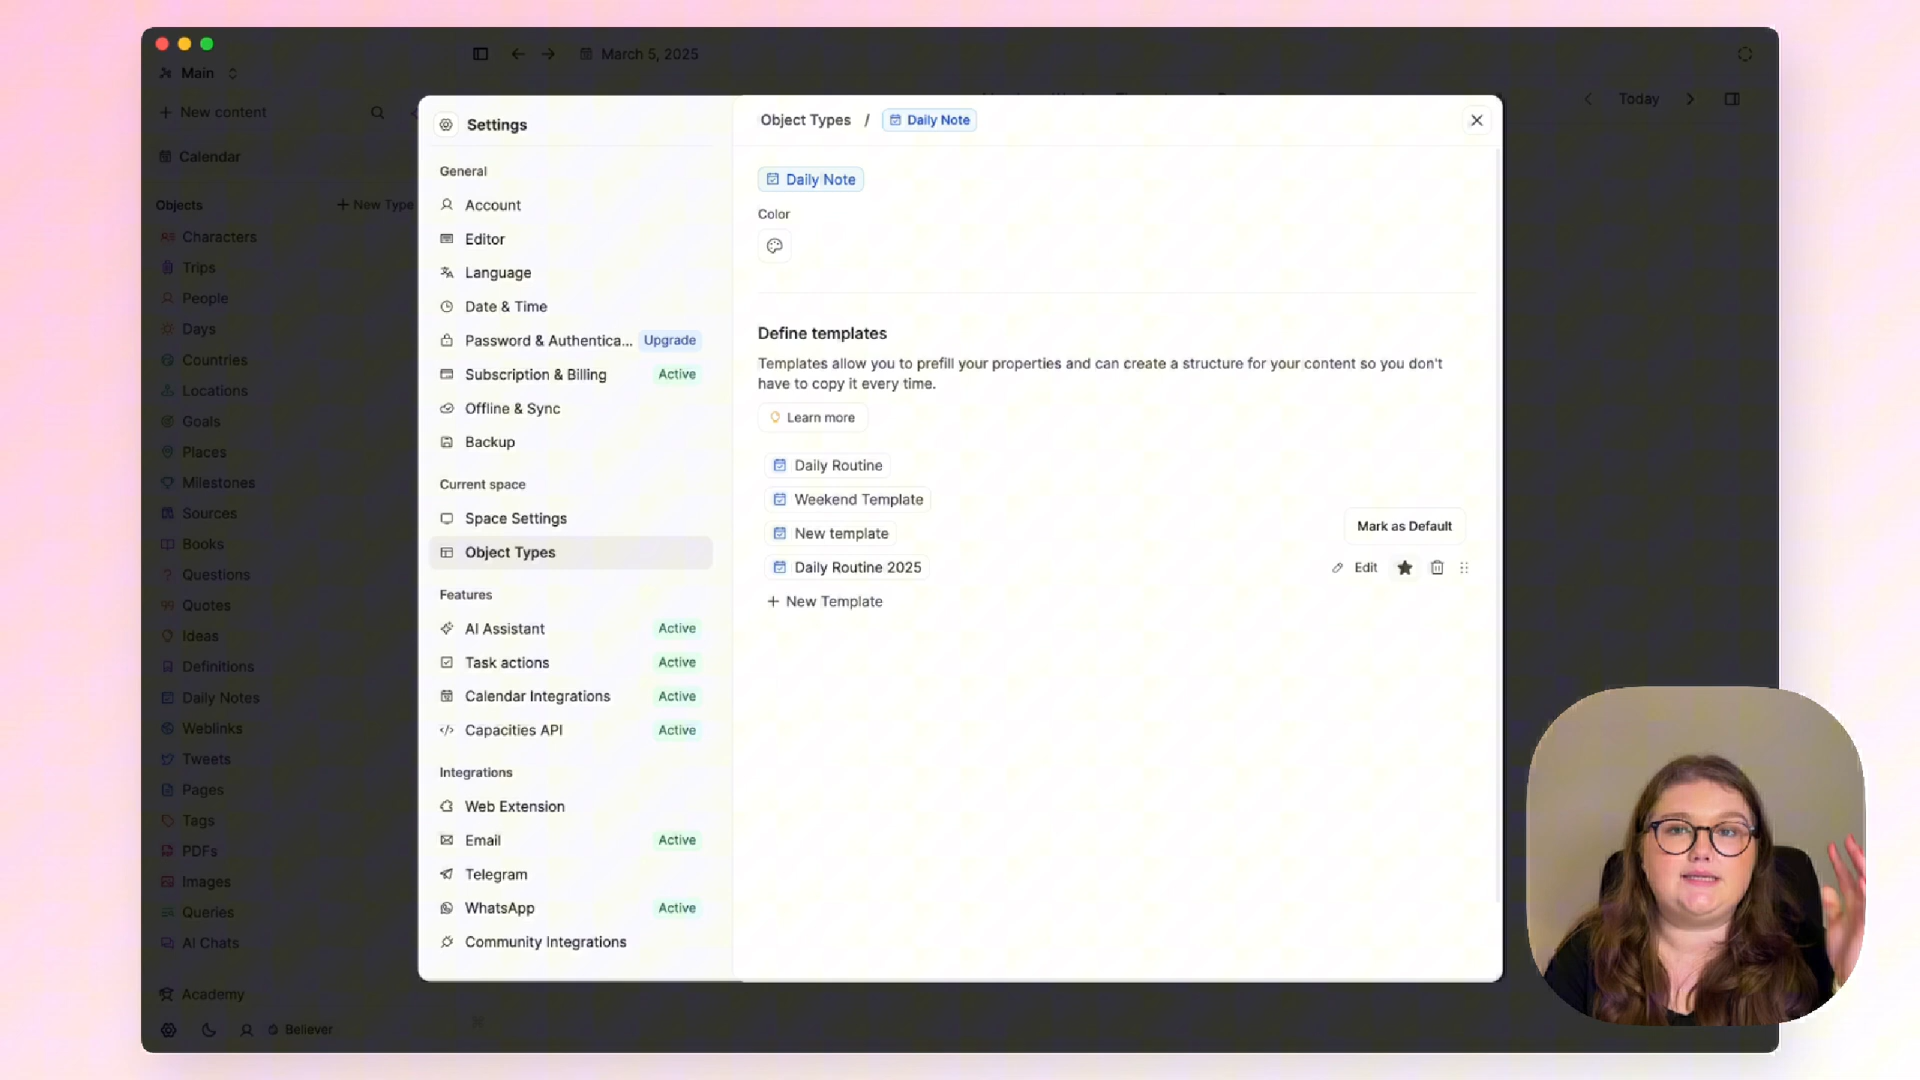 March 5, 2025
Main
New content
Calendar
Objects
New Type
Characters
Trips
People
Days
Countries
Locations
Goals
Places
Milestones
Sources
Books
Questions
Quotes
Ideas
Definitions
Daily Notes
Weblinks
Tweets
Pages
Tags
PDFs
Images
Queries
AI Chats
Academy
Believer
Today
Settings
General
Account
Editor
Language
Date & Time
Password & Authentica... Upgrade
Subscription & Billing Active
Offline & Sync
Backup
Current space
Space Settings
Object Types
Features
AI Assistant Active
Task actions Active
Calendar Integrations Active
Capacities API Active
Integrations
Web Extension
Email Active
Telegram
WhatsApp Active
Community Integrations
Object Types / Daily Note
Daily Note
Color
Define templates
Templates allow you to prefill your properties and can create a structure for your content so you don't
have to copy it every time.
Learn more
Daily Routine
Weekend Template
New template
Mark as Default
Daily Routine 2025
Edit
New Template